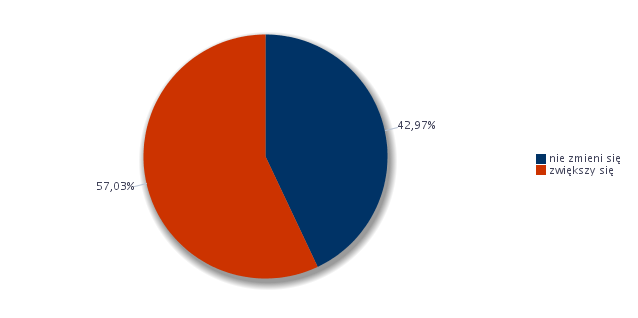 42,97%
57,03%
nie zmieni się
zwiększy się